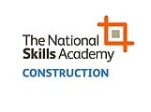 The National
Skills Academy
CONSTRUCTION